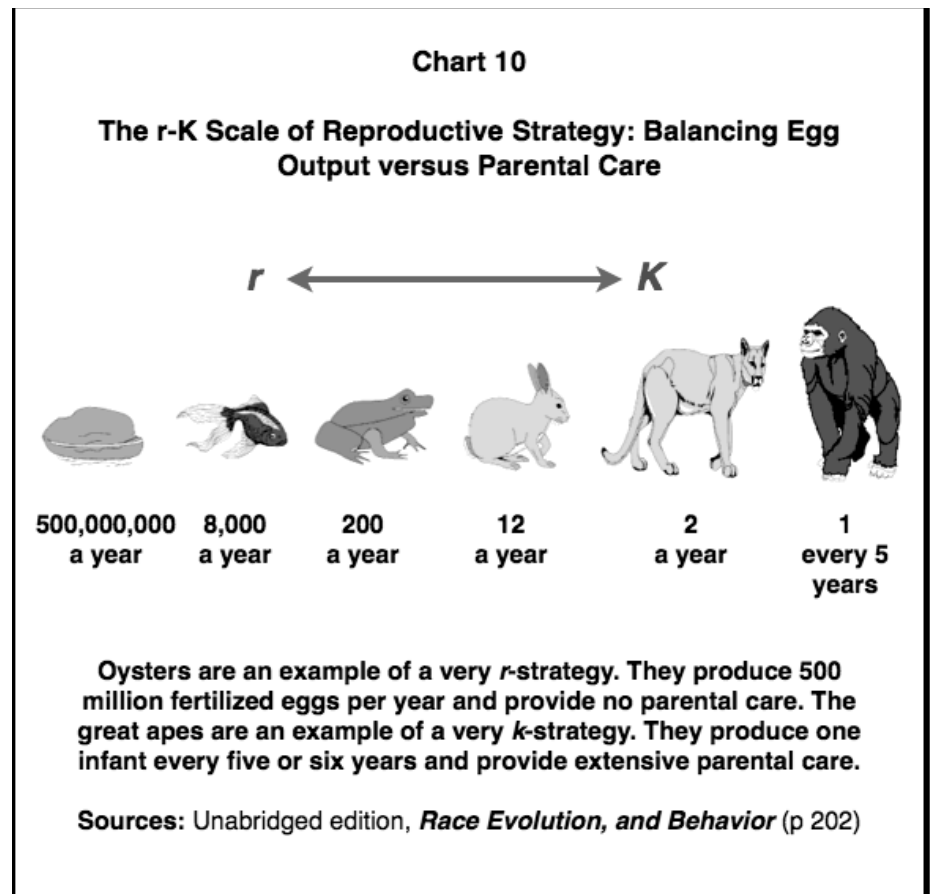 Chart 10
The r-K Scale of Reproductive Strategy: Balancing Egg
Output versus Parental Care
r K
500,000,000 8,000 200 12 2 1
a year a year a year a year a year every 5
years
Oysters are an example of a very r-strategy. They produce 500
million fertilized eggs per year and provide no parental care. The
great apes are an example of a very k-strategy. They produce one
infant every five or six years and provide extensive parental care.
Sources: Unabridged edition, Race Evolution, and Behavior (p 202)